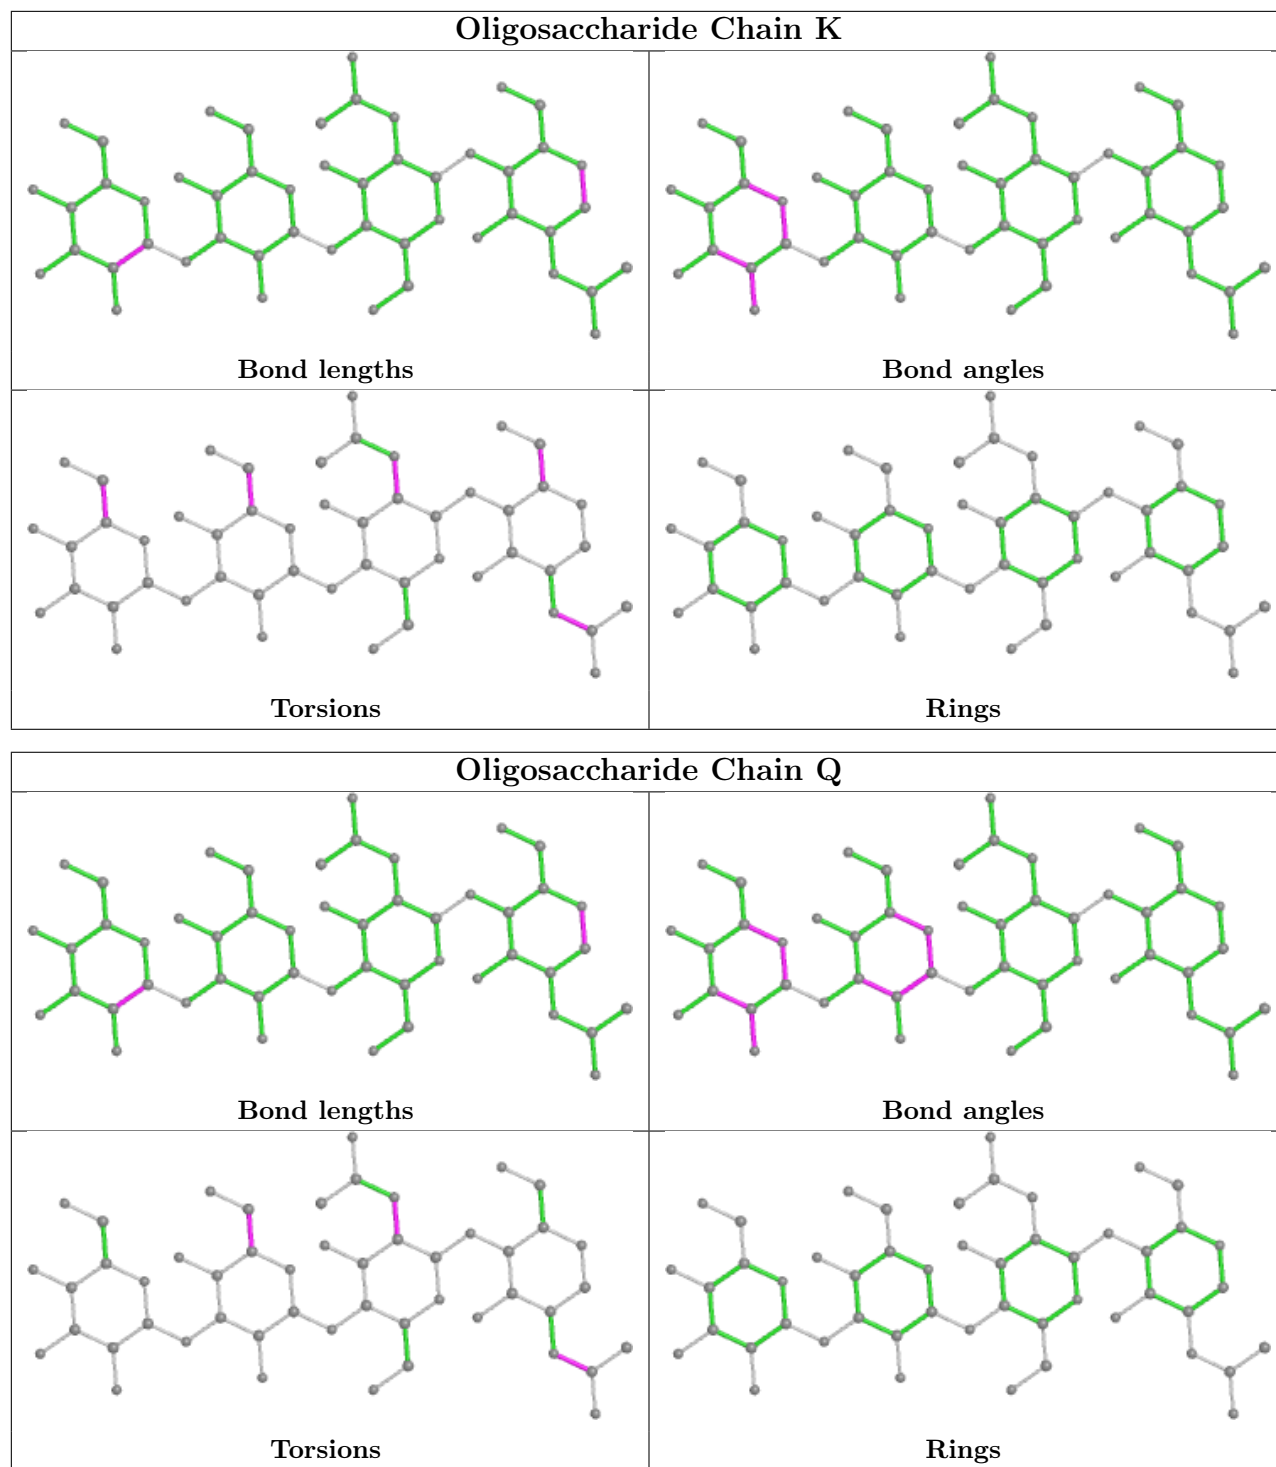 Oligosaccharide Chain K
Bond lengths
Bond angles
Torsions
Rings
Oligosaccharide Chain Q
Bond lengths
Bond angles
Torsions
Rings